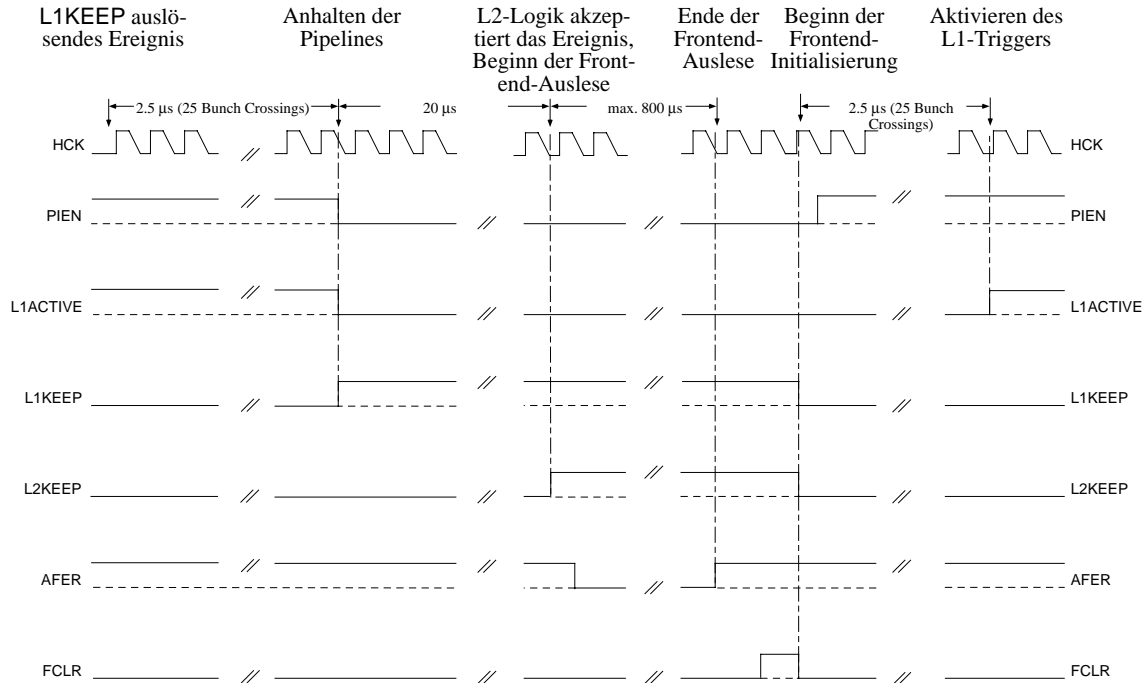 L1KEEP auslö-
sendes Ereignis
Anhalten der
Pipelines
L2-Logik akzep-
tiert das Ereignis,
Beginn der Front-
end-Auslese
Ende der
Frontend-
Auslese
Beginn der
Frontend-
Initialisierung
Aktivieren des
L1-Triggers
2.5 µs (25 Bunch Crossings)
20 µs
max. 800 µs
2.5 µs (25 Bunch
Crossings)
HCK
HCK
PIEN
PIEN
L1ACTIVE
L1ACTIVE
L1KEEP
L1KEEP
L2KEEP
L2KEEP
AFER
AFER
FCLR
FCLR